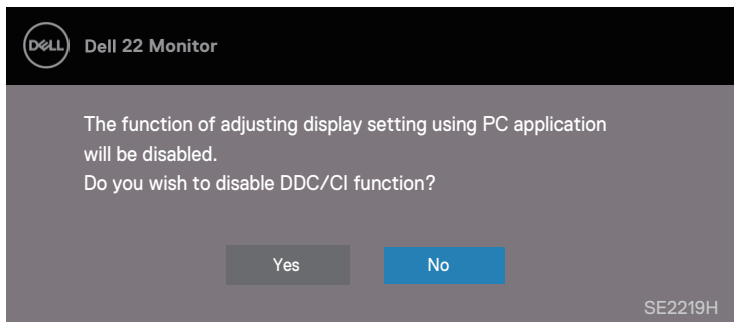 DELL Dell 22 Monitor
The function of adjusting display setting using PC application
will be disabled.
Do you wish to disable DDC/CI function?
Yes No
SE2219H